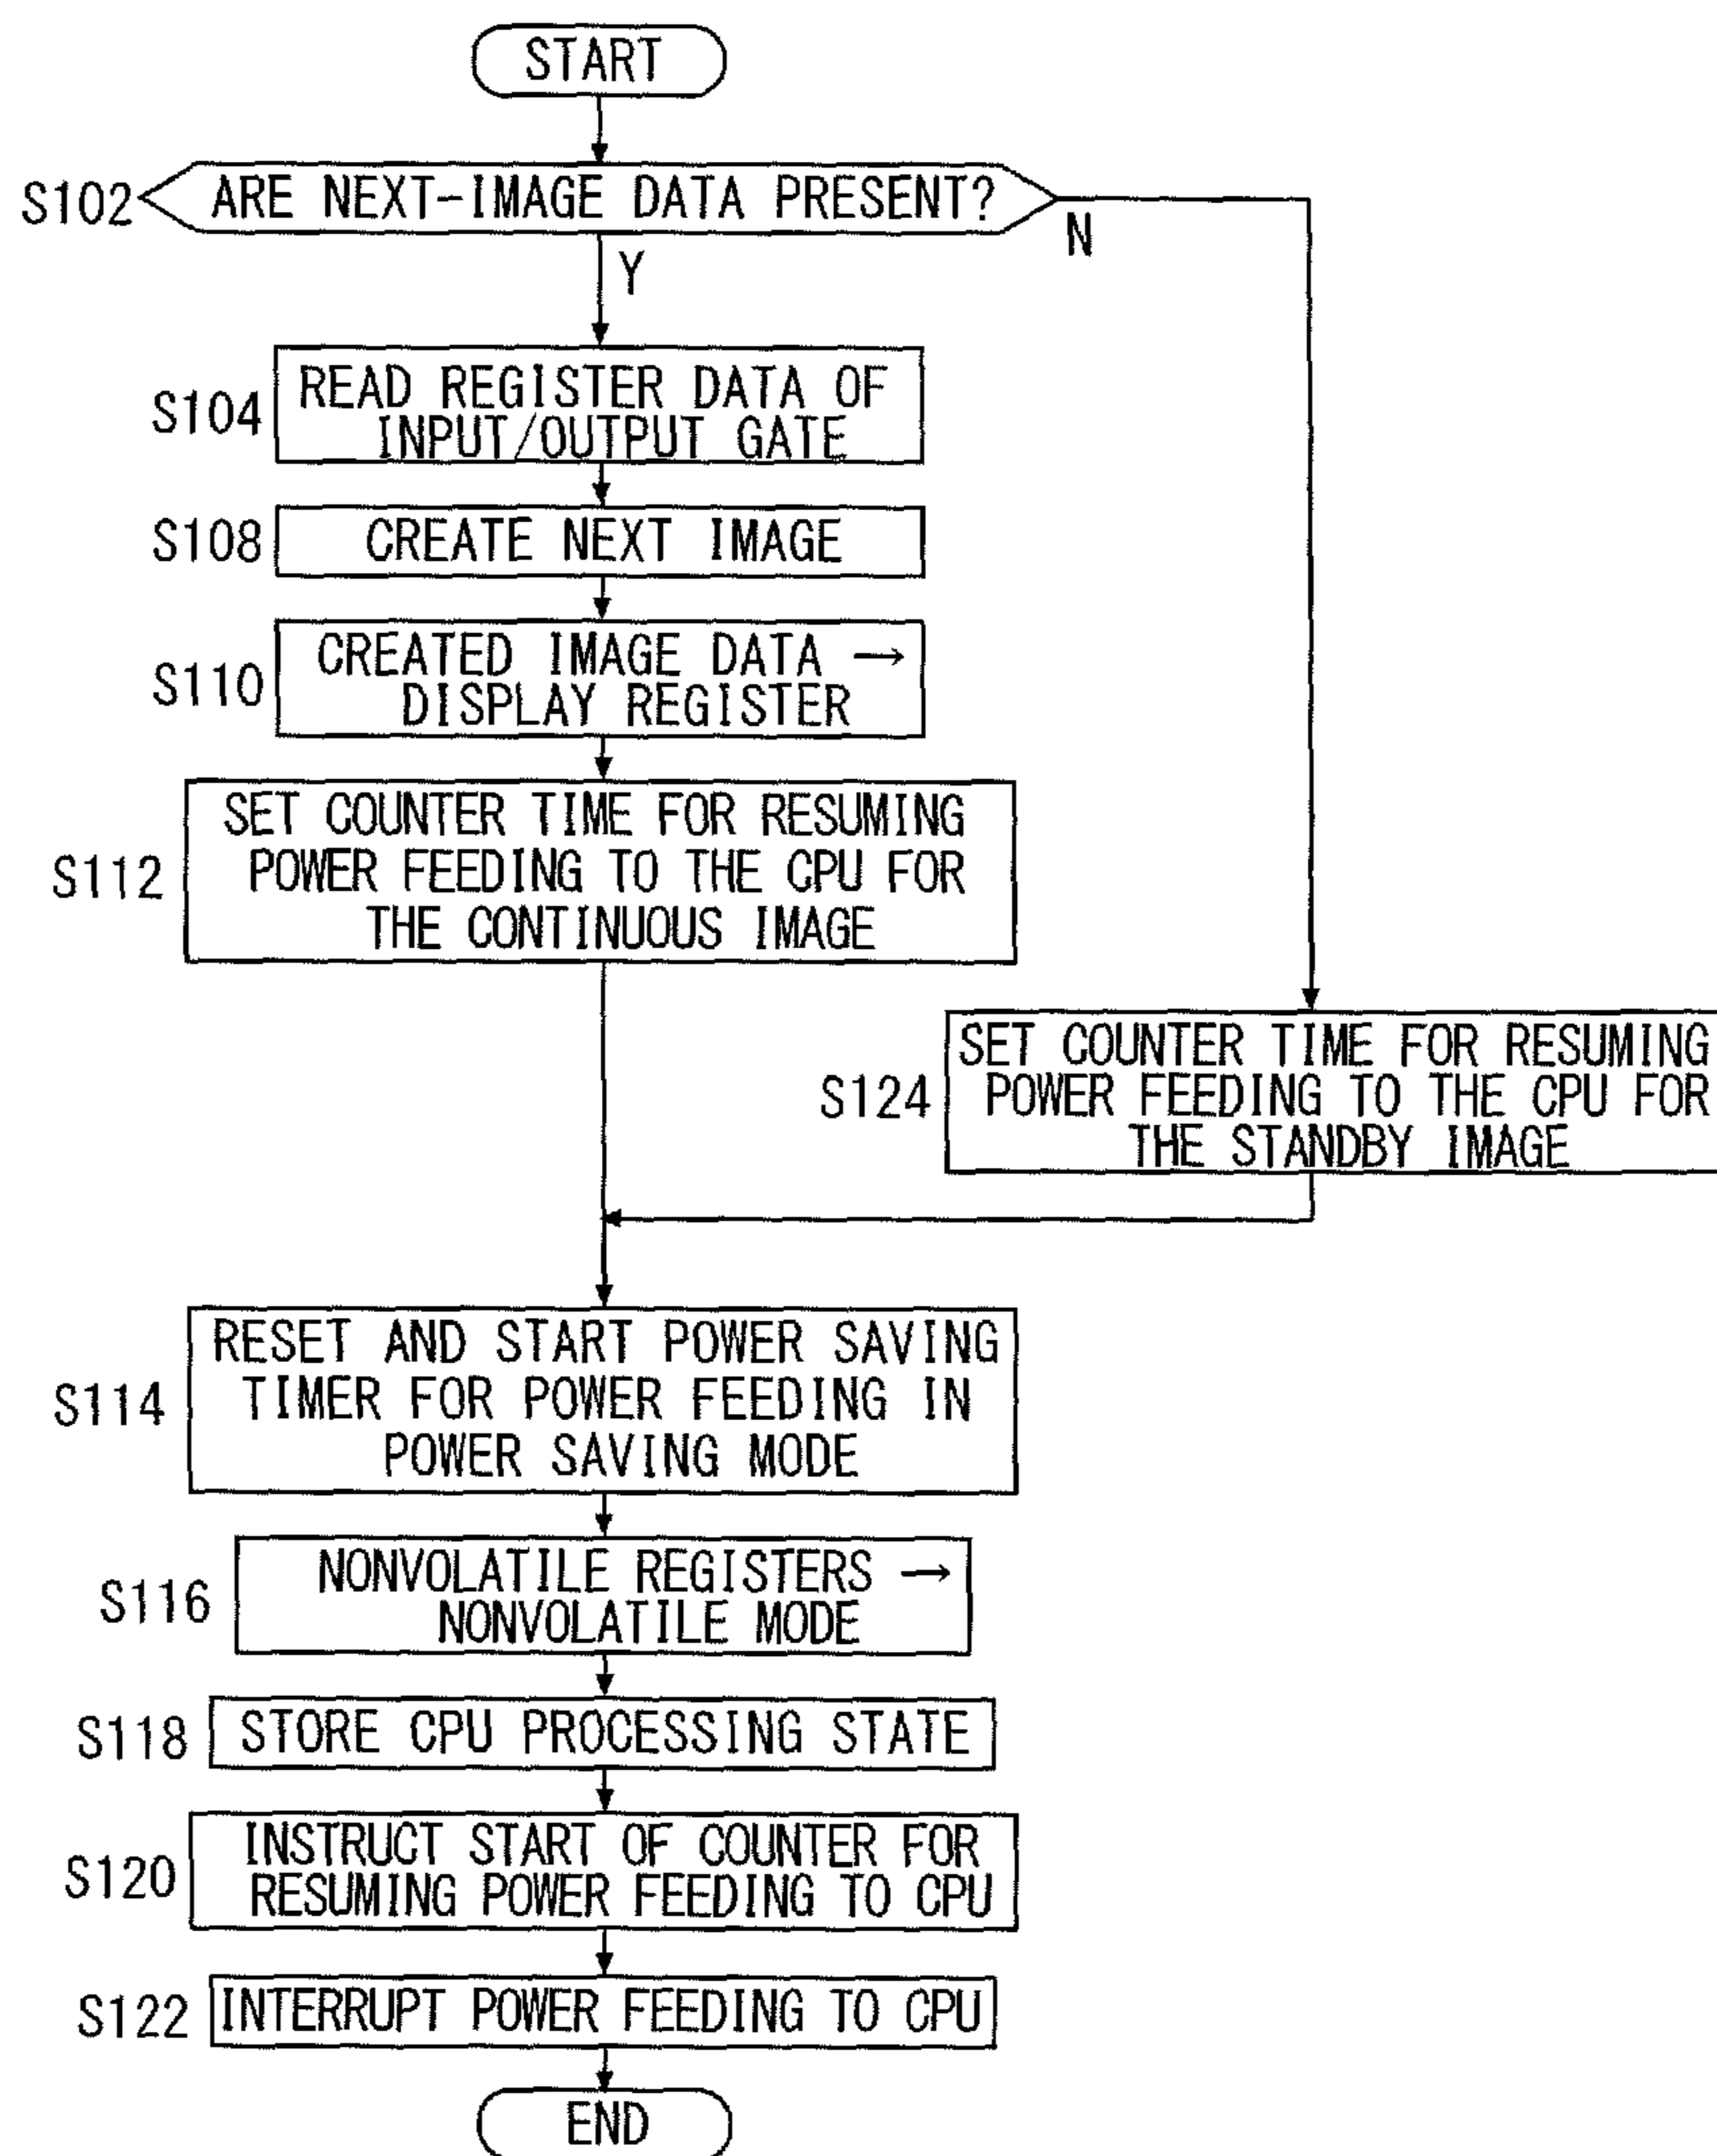 START
S102
ARE NEXT-IMAGE DATA PRESENT?
N
Y
S104
READ REGISTER DATA OF
INPUT/OUTPUT GATE
S108
CREATE NEXT IMAGE
S110
CREATED IMAGE DATA →
DISPLAY REGISTER
S112
SET COUNTER TIME FOR RESUMING
POWER FEEDING TO THE CPU FOR
THE CONTINUOUS IMAGE
S124
SET COUNTER TIME FOR RESUMING
POWER FEEDING TO THE CPU FOR
THE STANDBY IMAGE
S114
RESET AND START POWER SAVING
TIMER FOR POWER FEEDING IN
POWER SAVING MODE
S116
NONVOLATILE REGISTERS →
NONVOLATILE MODE
S118
STORE CPU PROCESSING STATE
S120
INSTRUCT START OF COUNTER FOR
RESUMING POWER FEEDING TO CPU
S122
INTERRUPT POWER FEEDING TO CPU
END